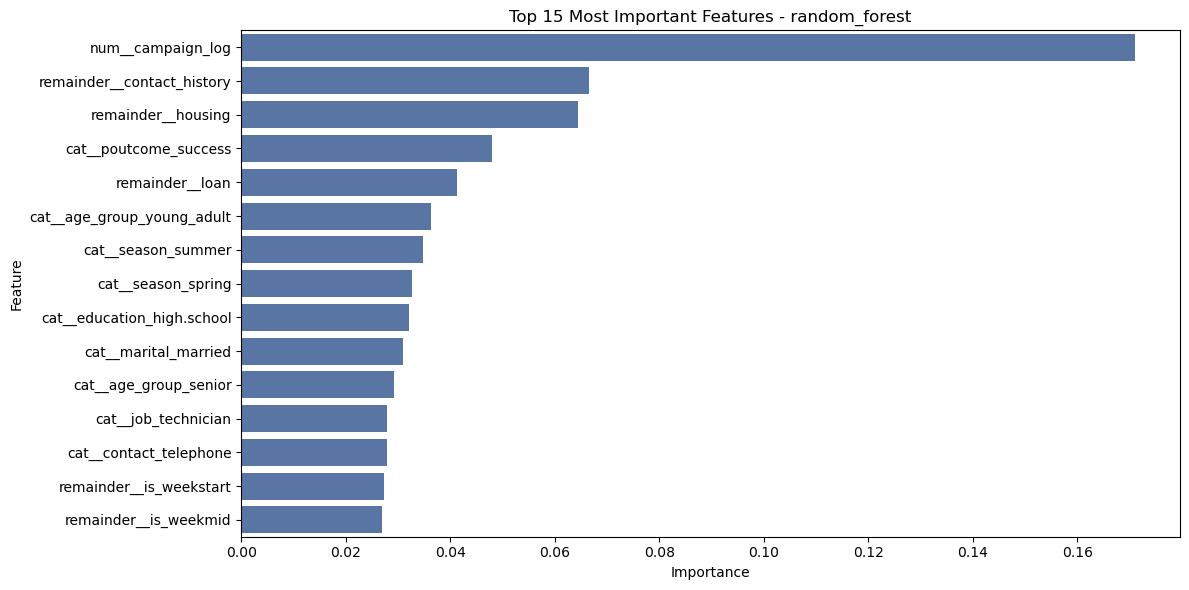 Top 15 Most Important Features - random_forest
num__campaign_log
remainder__contact_history
remainder__housing
cat__poutcome_success
remainder__loan
cat__age_group_young_adult
cat__season_summer
cat__season_spring
cat__education_high.school
cat__marital_married
cat__age_group_senior
cat__job_technician
cat__contact_telephone
remainder__is_weekstart
remainder__is_weekmid
Feature
0.00 0.02 0.04 0.06 0.08 0.10 0.12 0.14 0.16
Importance